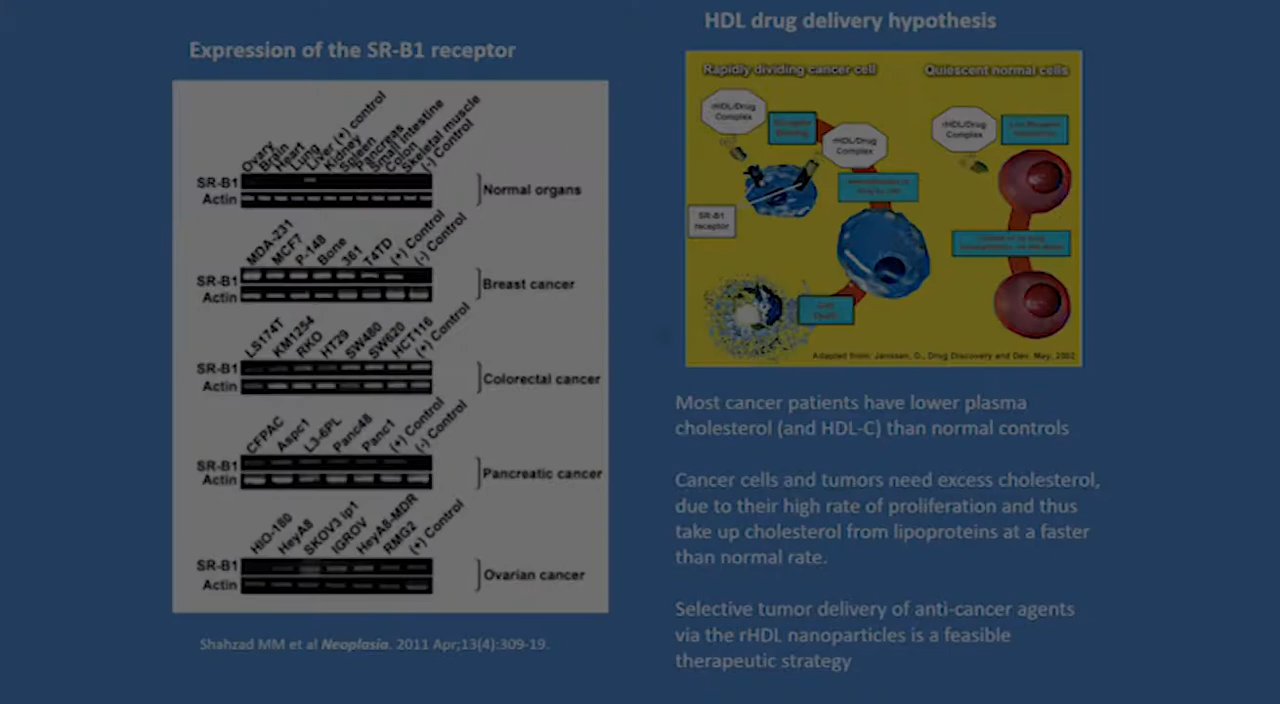 HDL drug delivery hypothesis
Expression of the SR-B1 receptor
Ovary
Brain
Heart
Lung
Liver (+) control
Kidney
Spleen
Pancreas
Small intestine
Colon
Skeletal muscle
(-) Control
SR-B1
Actin
Normal organs
MDA-231
MCF7
Bone
361
T4TD
(+) Control
(-) Control
SR-B1
Actin
Breast cancer
LS174T
KM1254
RKO
HT29
SW480
SW620
HCT116
(+) Control
SR-B1
Actin
Colorectal cancer
CFPAC
Aspc1
L3-6PL
Panc48
Panc1
(+) Control
(-) Control
SR-B1
Actin
Pancreatic cancer
HIO-180
HeyA8
SKOV3 ip1
IGROV
HeyA8-MDR
RMG2
(+) Control
SR-B1
Actin
Ovarian cancer
Shahzad MM et al Neoplasia. 2011 Apr;13(4):309-19.
Rapidly dividing cancer cell
Quiescent normal cells
rHDL/Drug
Complex
rHDL/Drug
Complex
rHDL/Drug
Complex
SR-B1
receptor
Cell
Death
Adapted from: Janssen, D., Drug Discovery and Dev. May, 2002
Most cancer patients have lower plasma
cholesterol (and HDL-C) than normal controls
Cancer cells and tumors need excess cholesterol,
due to their high rate of proliferation and thus
take up cholesterol from lipoproteins at a faster
than normal rate.
Selective tumor delivery of anti-cancer agents
via the rHDL nanoparticles is a feasible
therapeutic strategy